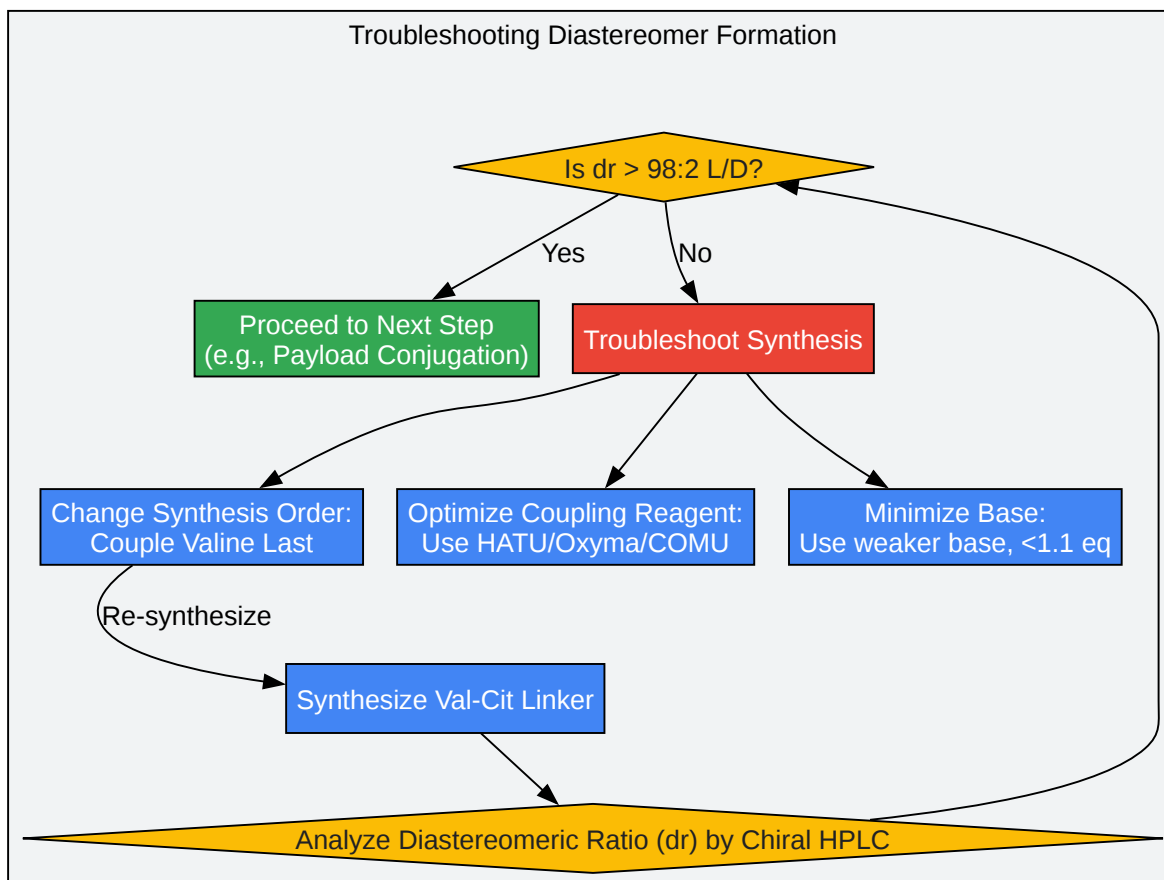 Troubleshooting Diastereomer Formation
Is dr > 98:2 L/D?
Yes
No
Proceed to Next Step
(e.g., Payload Conjugation)
Troubleshoot Synthesis
Change Synthesis Order:
Couple Valine Last
Optimize Coupling Reagent:
Use HATU/Oxyma/COMU
Minimize Base:
Use weaker base, <1.1 eq
Re-synthesize
Synthesize Val-Cit Linker
Analyze Diastereomeric Ratio (dr) by Chiral HPLC